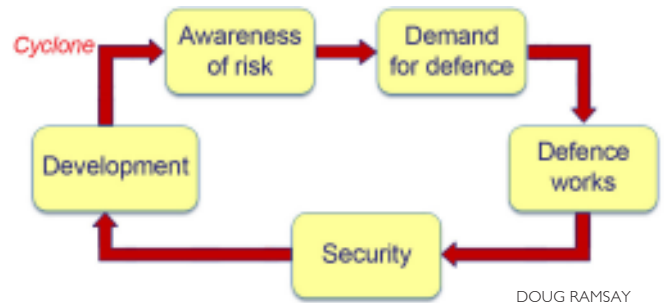 Cyclone
Awareness
of risk
Demand
for defence
Defence
works
Security
Development
DOUG RAMSAY